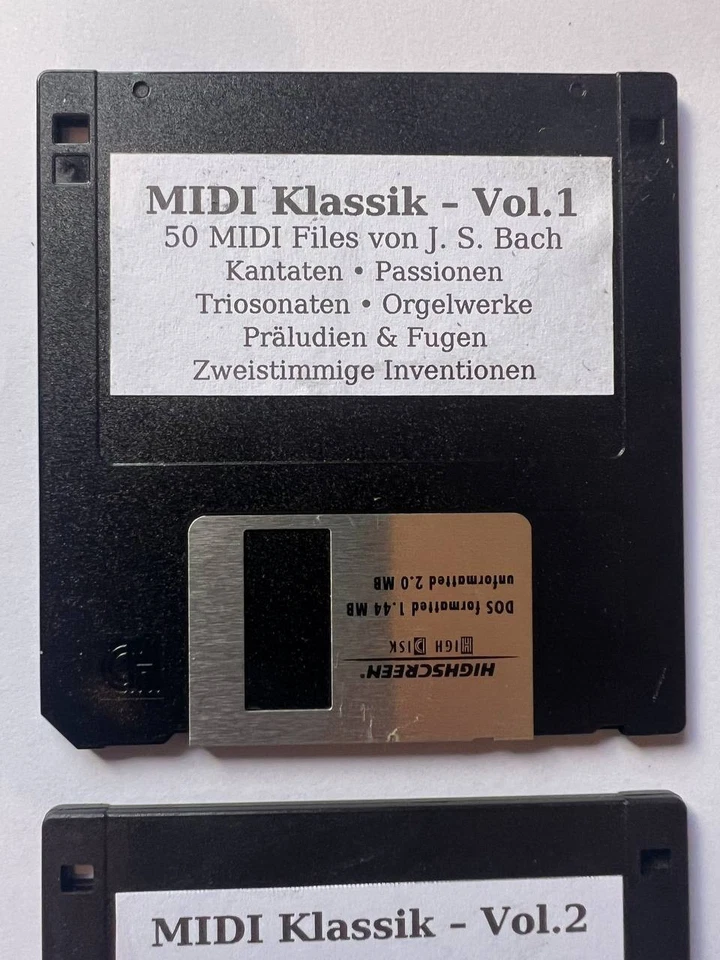 MIDI Klassik – Vol.1
50 MIDI Files von J. S. Bach
Kantaten • Passionen
Triosonaten • Orgelwerke
Präludien & Fugen
Zweistimmige Inventionen
HIGHSCREEN®
HIGH DISK
DOS formatted 1.44 MB
unformatted 2.0 MB
MIDI Klassik – Vol.2